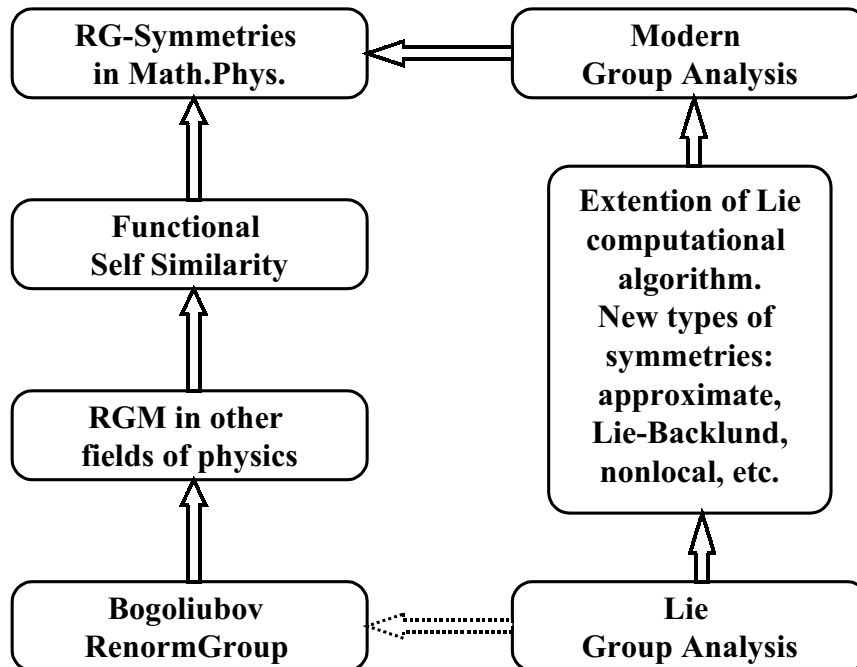 RG-Symmetries
in Math.Phys.
Modern
Group Analysis
Functional
Self Similarity
Extention of Lie
computational
algorithm.
New types of
symmetries:
approximate,
Lie-Backlund,
nonlocal, etc.
RGM in other
fields of physics
Bogoliubov
RenormGroup
Lie
Group Analysis